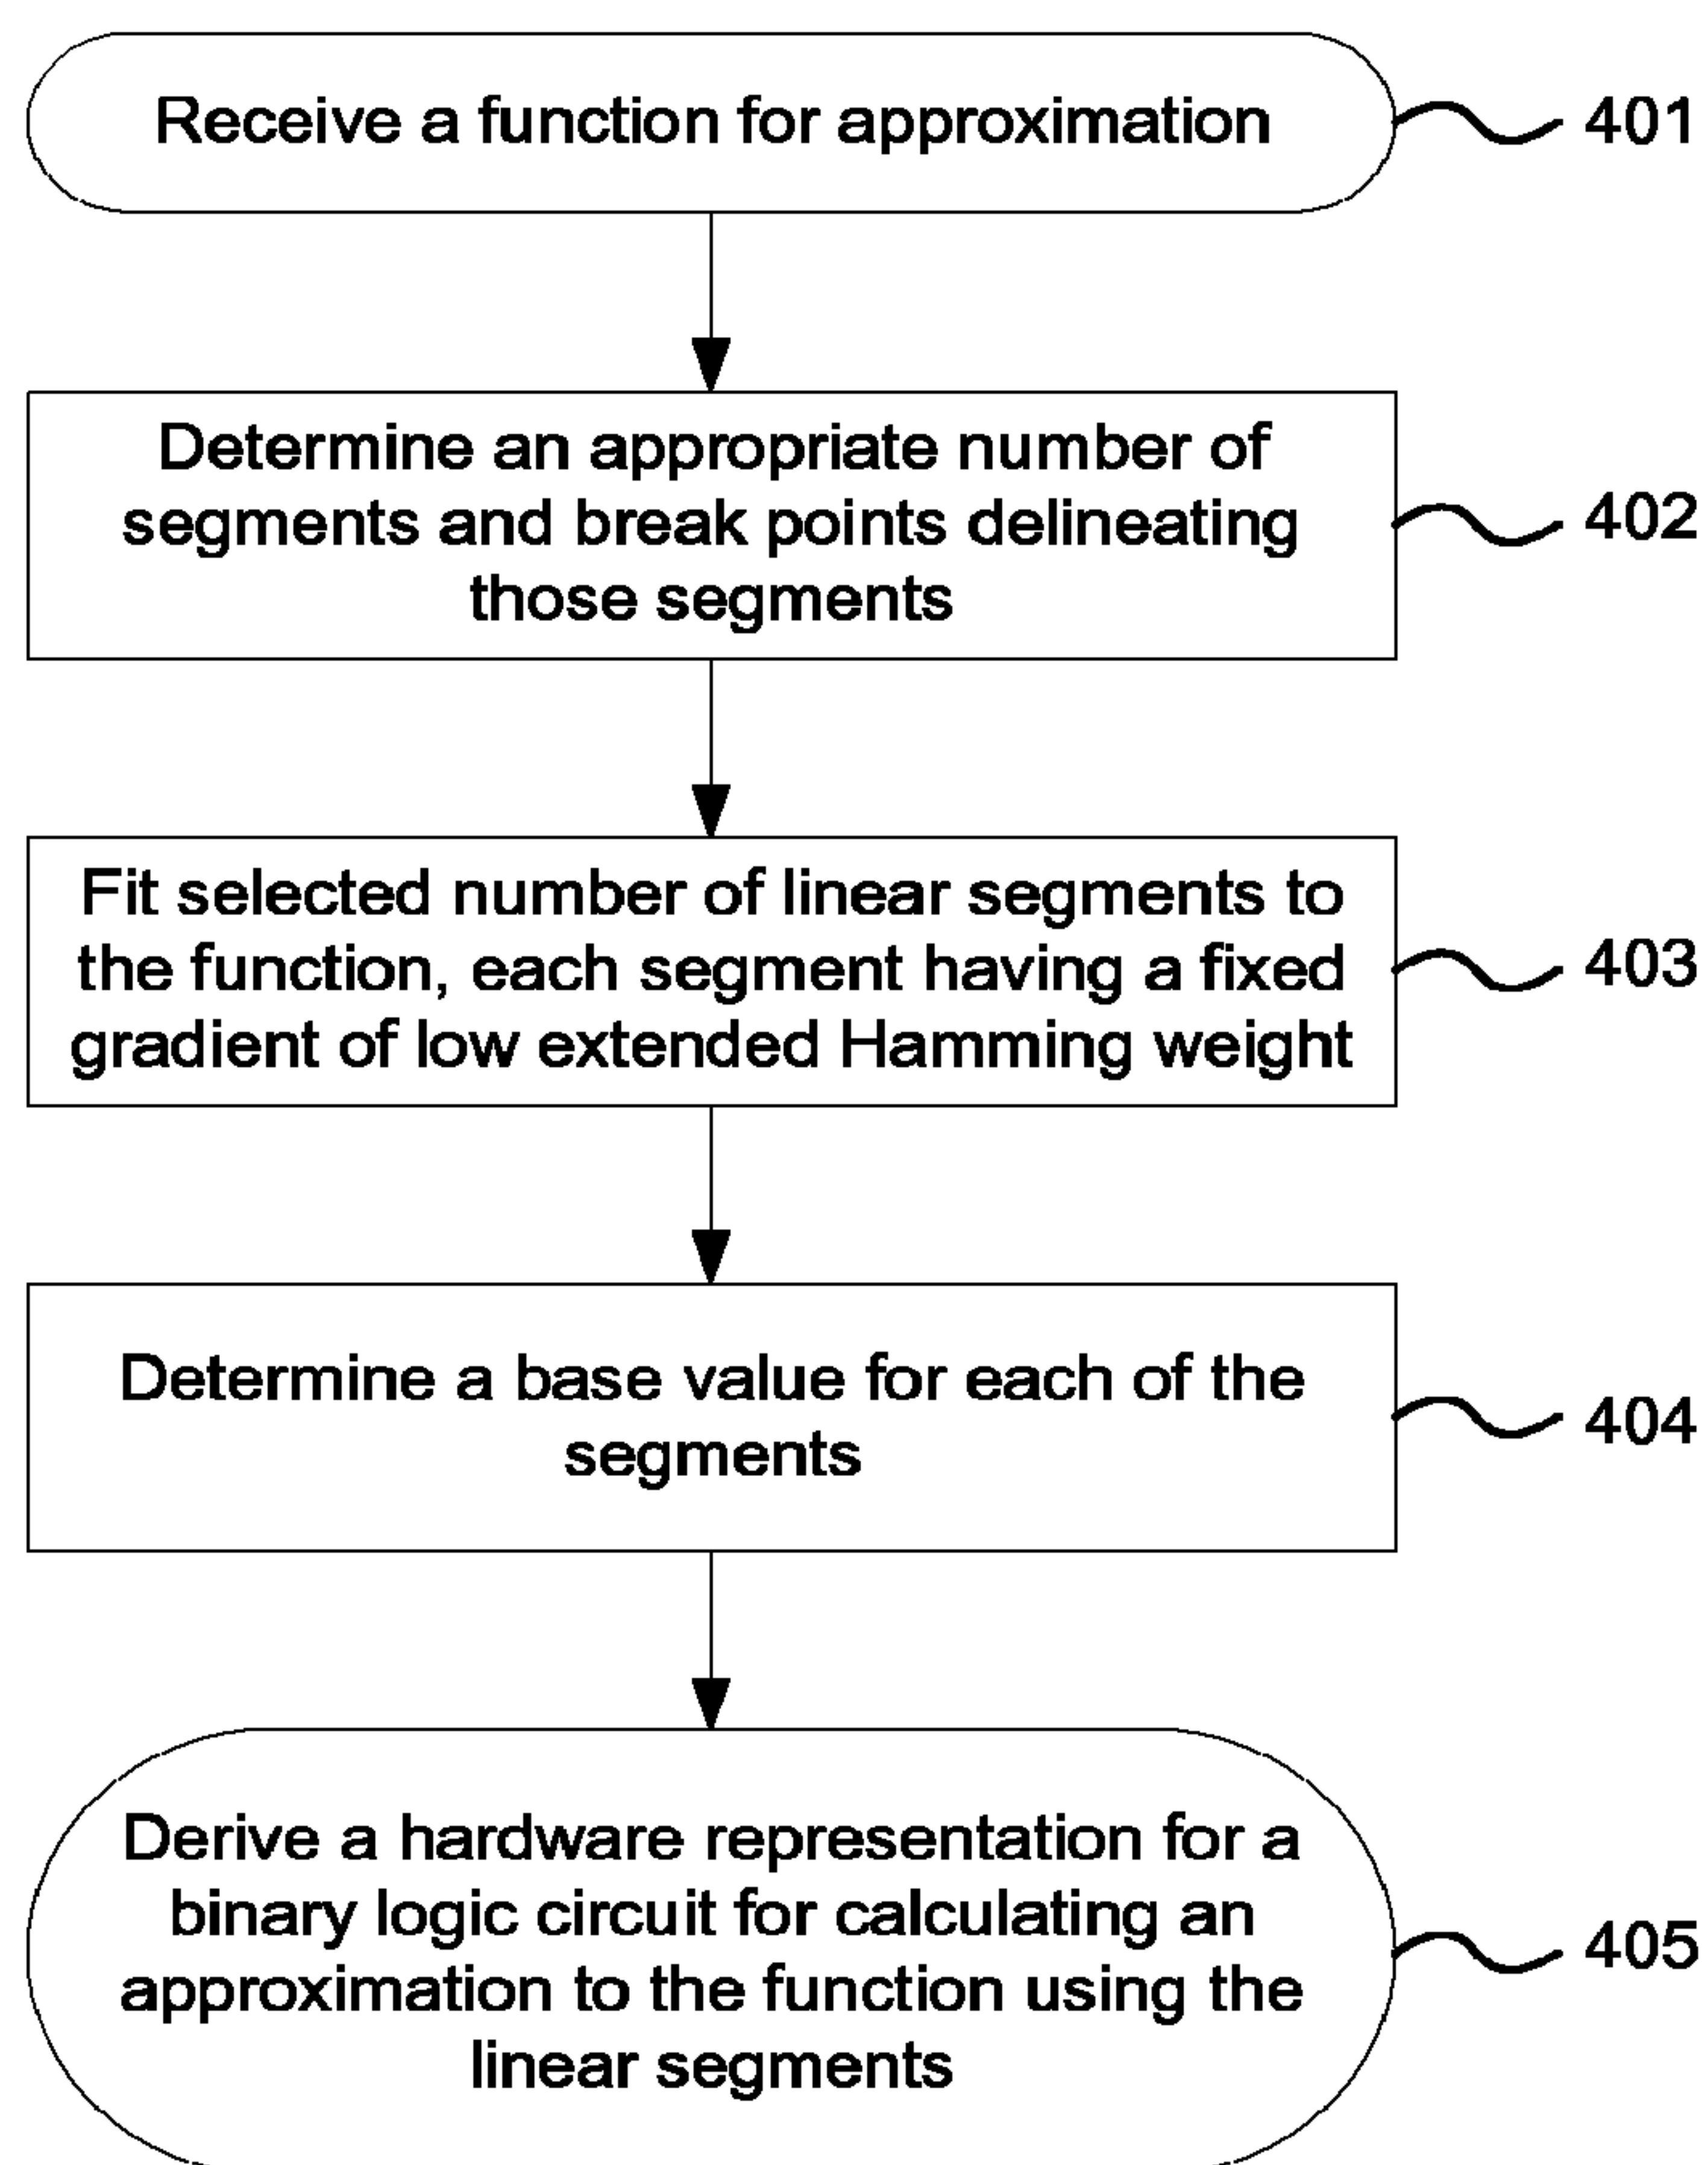 Receive a function for approximation
401
Determine an appropriate number of
segments and break points delineating
those segments
402
Fit selected number of linear segments to
the function, each segment having a fixed
gradient of low extended Hamming weight
403
Determine a base value for each of the
segments
404
Derive a hardware representation for a
binary logic circuit for calculating an
approximation to the function using the
linear segments
405